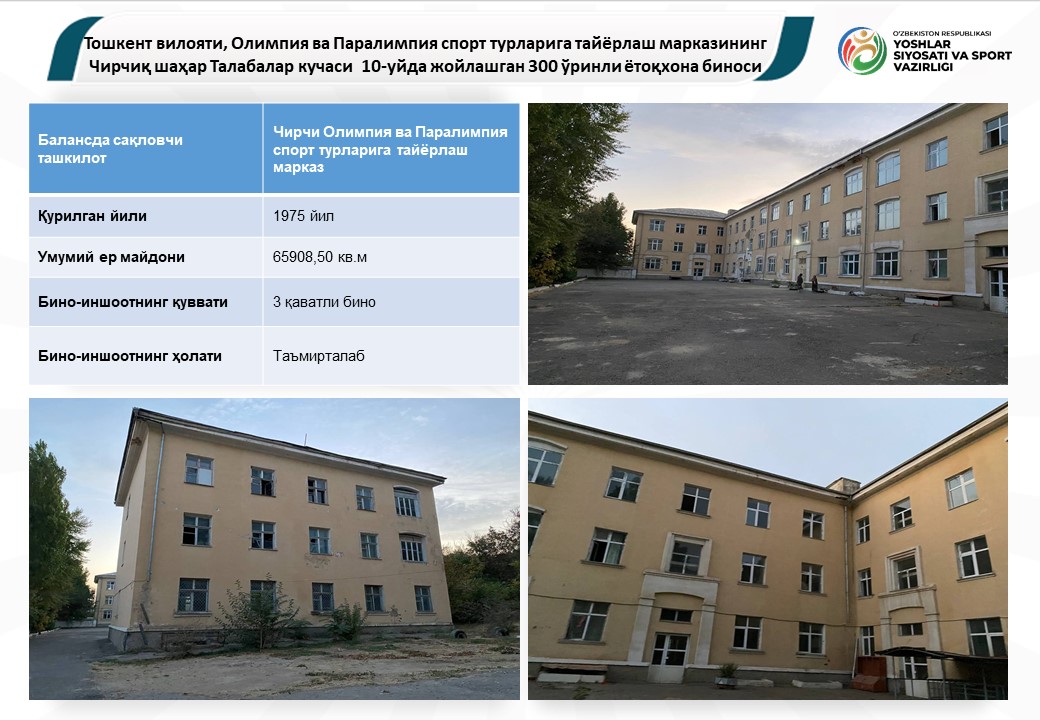 Тошкент вилояти, Олимпия ва Паралимпия спорт турларига тайёрлаш марказининг
Чирчиқ шаҳар Талабалар кучаси 10-уйда жойлашган 300 ўринли ётоқхона биноси
O'ZBEKISTON RESPUBLIKASI
YOSHLAR
SIYOSATI VA SPORT
VAZIRLIGI
Балансда сақловчи
ташкилот
Чирчи Олимпия ва Паралимпия
спорт турларига тайёрлаш
марказ
Қурилган йили
1975 йил
Умумий ер майдони
65908,50 кв.м
Бино-иншоотнинг қуввати
3 қаватли бино
Бино-иншоотнинг ҳолати
Таъмирталаб